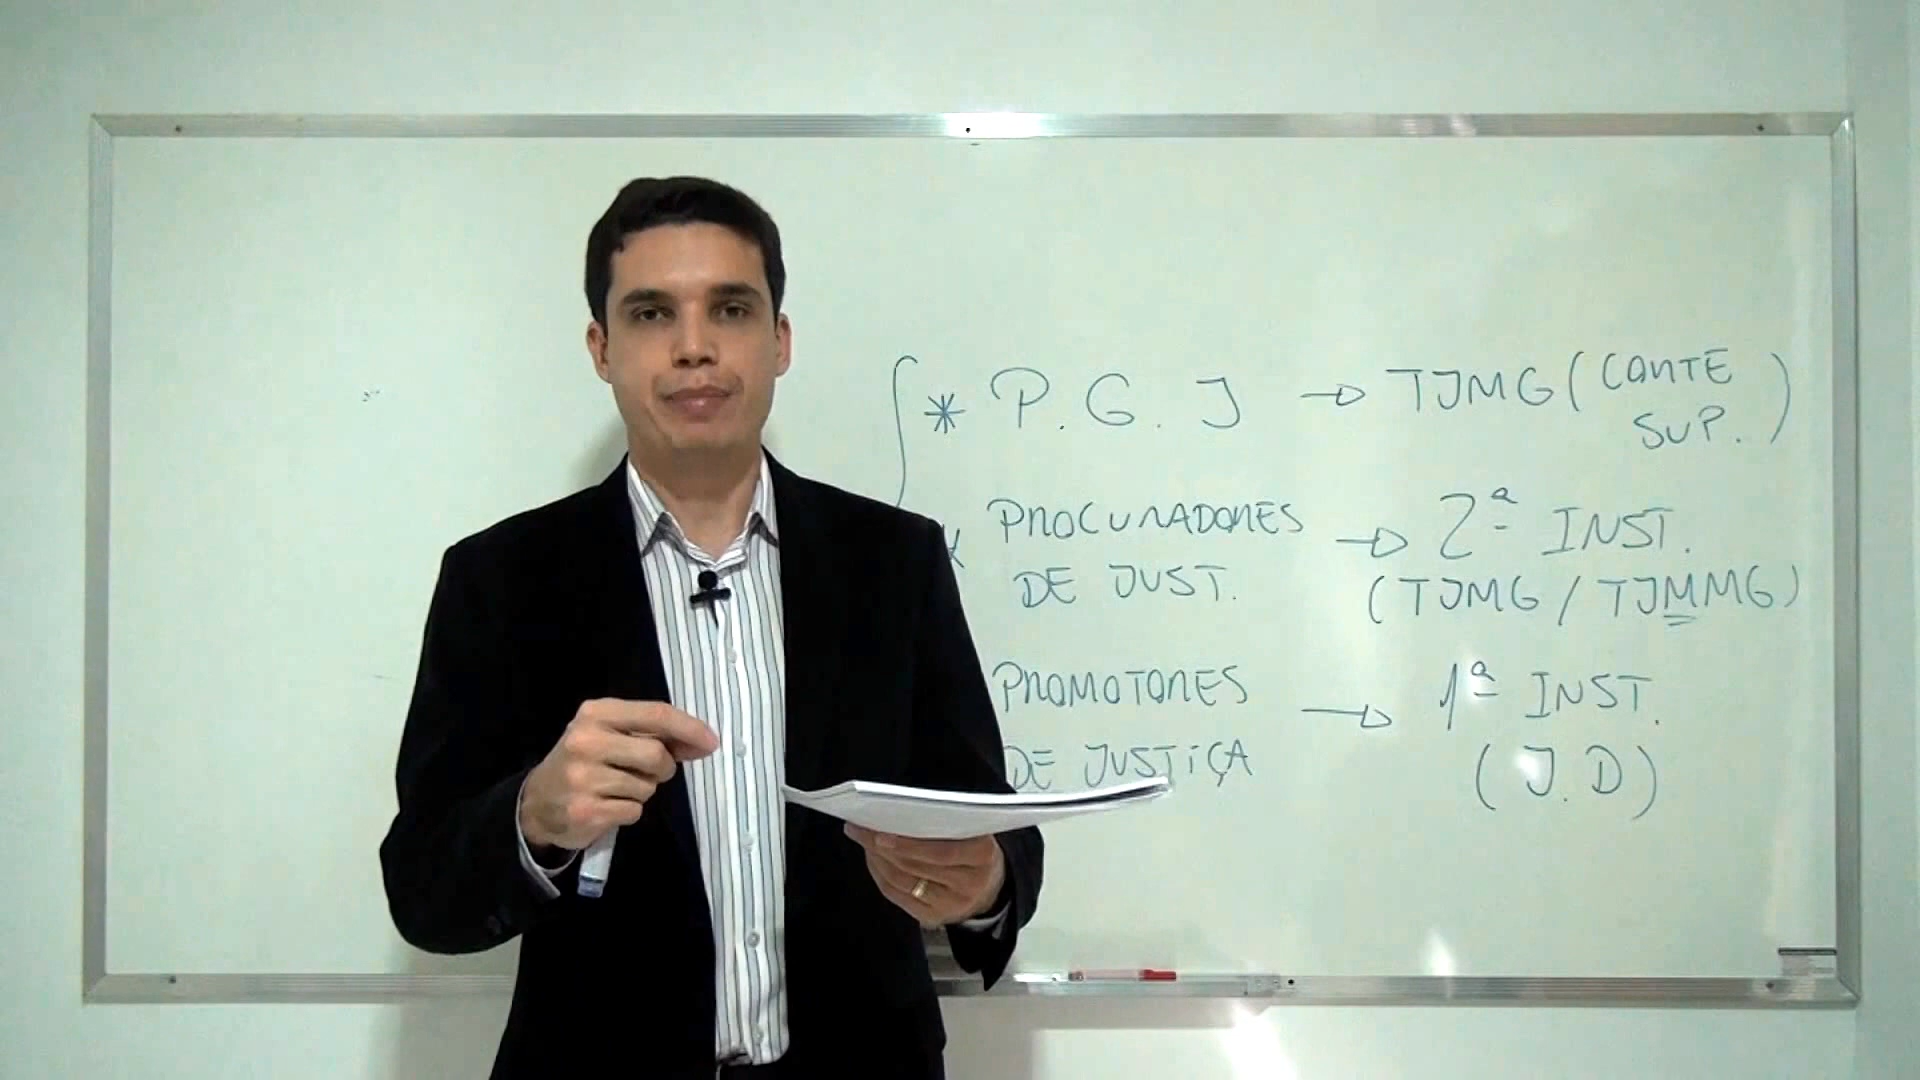 * P. G. J → TJMG (CORTE
SUP.)
PROCURADORES → 2ª INST.
DE JUST. (TJMG / TJMMG)
PROMOTORES → 1ª INST.
DE JUSTIÇA (J.D)